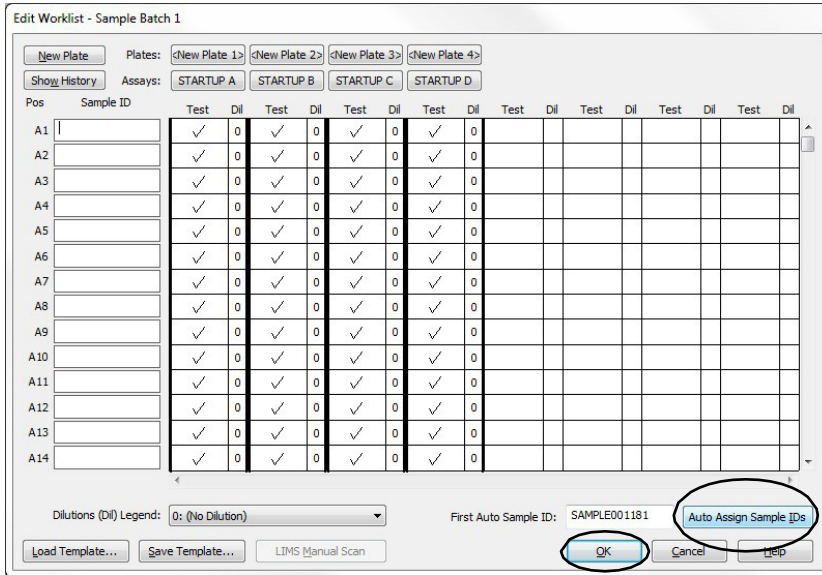 Edit Worklist - Sample Batch 1
New Plate Plates: <New Plate 1> <New Plate 2> <New Plate 3> <New Plate 4>
Show History Assays: STARTUP A STARTUP B STARTUP C STARTUP D
Pos Sample ID Test Dil Test Dil Test Dil Test Dil Test Dil Test Dil Test Dil Test Dil
A1 ✓ 0 ✓ 0 ✓ 0 ✓ 0
A2 ✓ 0 ✓ 0 ✓ 0 ✓ 0
A3 ✓ 0 ✓ 0 ✓ 0 ✓ 0
A4 ✓ 0 ✓ 0 ✓ 0 ✓ 0
A5 ✓ 0 ✓ 0 ✓ 0 ✓ 0
A6 ✓ 0 ✓ 0 ✓ 0 ✓ 0
A7 ✓ 0 ✓ 0 ✓ 0 ✓ 0
A8 ✓ 0 ✓ 0 ✓ 0 ✓ 0
A9 ✓ 0 ✓ 0 ✓ 0 ✓ 0
A10 ✓ 0 ✓ 0 ✓ 0 ✓ 0
A11 ✓ 0 ✓ 0 ✓ 0 ✓ 0
A12 ✓ 0 ✓ 0 ✓ 0 ✓ 0
A13 ✓ 0 ✓ 0 ✓ 0 ✓ 0
A14 ✓ 0 ✓ 0 ✓ 0 ✓ 0
Dilutions (Dil) Legend: 0: (No Dilution) First Auto Sample ID: SAMPLE001181 Auto Assign Sample IDs
Load Template... Save Template... LIMS Manual Scan OK Cancel Help